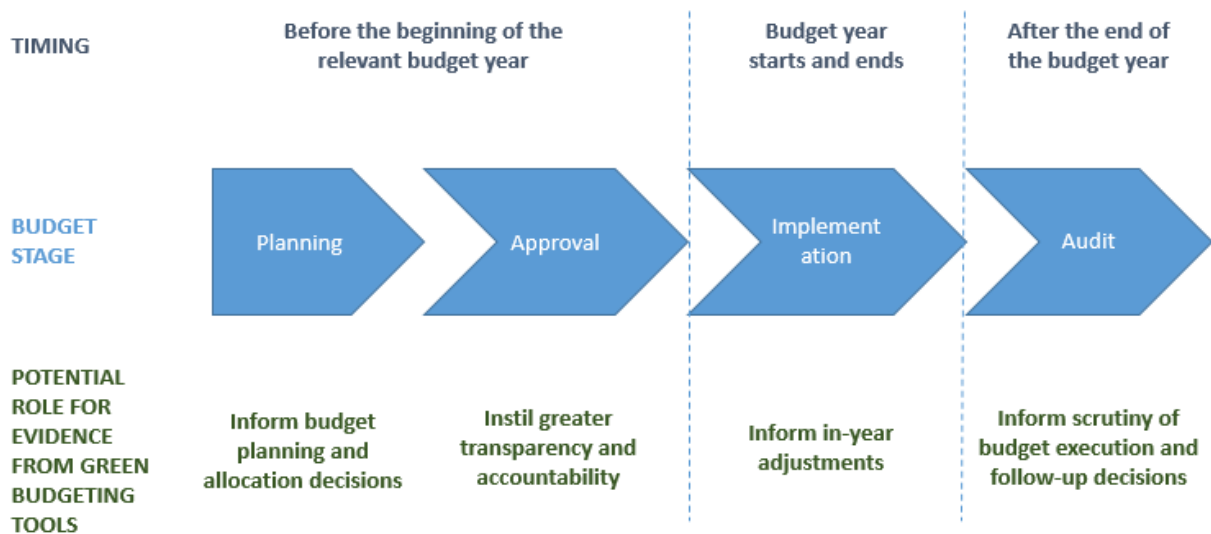 TIMING
Before the beginning of the
relevant budget year
Budget year
starts and ends
After the end of
the budget year
BUDGET
STAGE
Planning
Approval
Implement
ation
Audit
POTENTIAL
ROLE FOR
EVIDENCE
FROM GREEN
BUDGETING
TOOLS
Inform budget
planning and
allocation decisions
Instil greater
transparency and
accountability
Inform in-year
adjustments
Inform scrutiny of
budget execution and
follow-up decisions